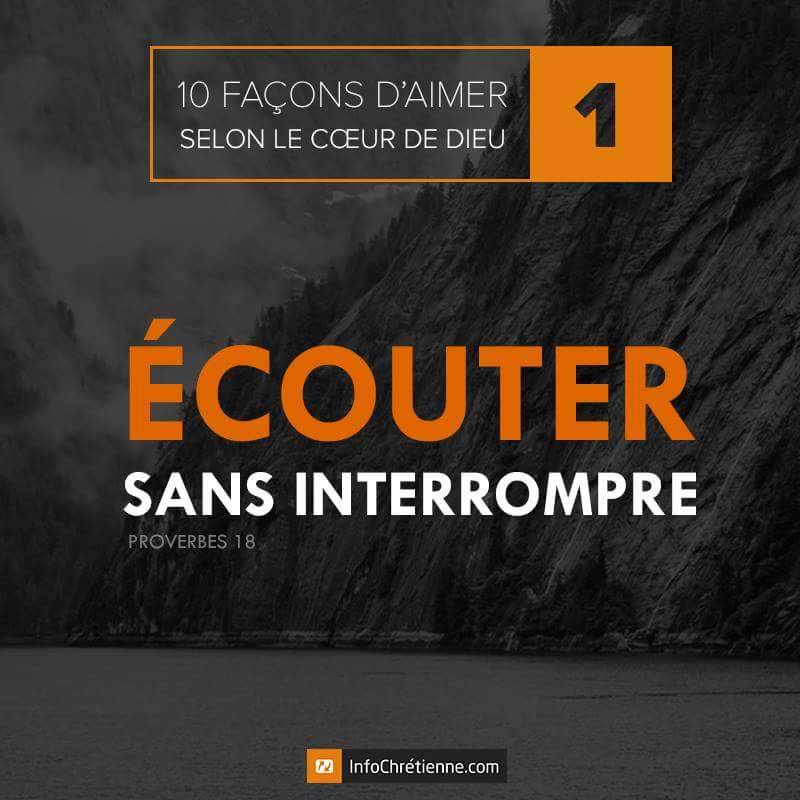 10 FAÇONS D'AIMER
SELON LE CŒUR DE DIEU
1
ÉCOUTER
SANS INTERROMPRE
PROVERBES 18
InfoChrétienne.com